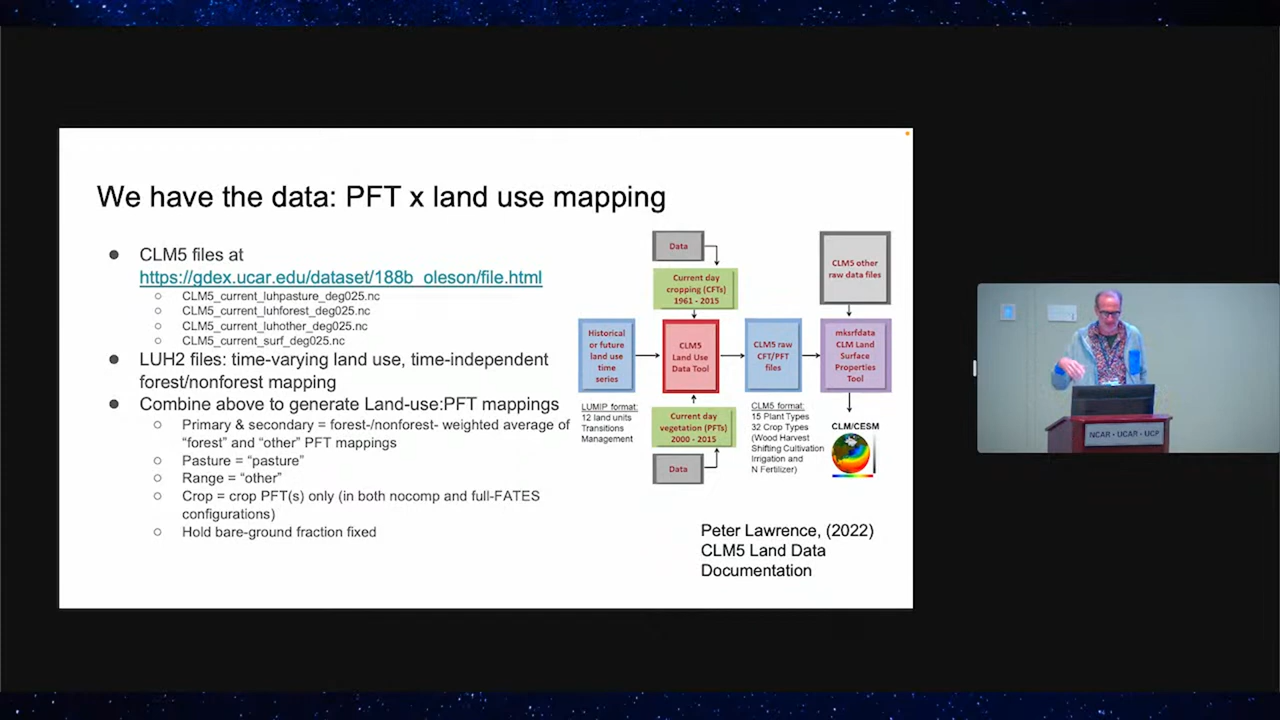 We have the data: PFT x land use mapping
● CLM5 files at
https://gdex.ucar.edu/dataset/188b_oleson/file.html
○ CLM5_current_luhpasture_deg025.nc
○ CLM5_current_luhforest_deg025.nc
○ CLM5_current_luhother_deg025.nc
○ CLM5_current_surf_deg025.nc
● LUH2 files: time-varying land use, time-independent
forest/nonforest mapping
● Combine above to generate Land-use:PFT mappings
○ Primary & secondary = forest-/nonforest- weighted average of
“forest” and “other” PFT mappings
○ Pasture = “pasture”
○ Range = “other”
○ Crop = crop PFT(s) only (in both nocomp and full-FATES
configurations)
○ Hold bare-ground fraction fixed
Data
Current day
cropping (CFTs)
1961 - 2015
CLM5 other
raw data files
Historical
or future
land use
time
series
CLM5
Land Use
Data Tool
CLM5 raw
CFT/PFT
files
mksrfdata
CLM Land
Surface
Properties
Tool
LUMIP format:
12 land units
Transitions
Management
Current day
vegetation (PFTs)
2000 - 2015
Data
CLM5 format:
15 Plant Types
32 Crop Types
(Wood Harvest
Shifting Cultivation
Irrigation and
N Fertilizer)
CLM/CESM
Peter Lawrence, (2022)
CLM5 Land Data
Documentation
NCAR · UCAR · UCP